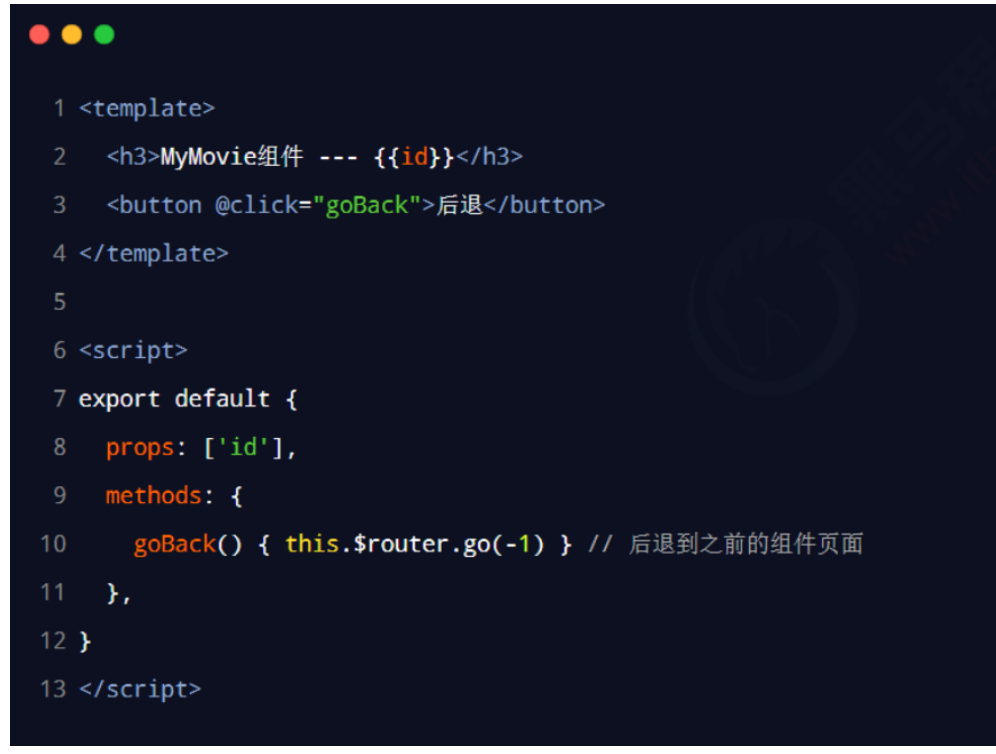 1 <template>
2 <h3>MyMovie组件 --- {{id}}</h3>
3 <button @click="goBack">后退</button>
4 </template>
5
6 <script>
7 export default {
8 props: ['id'],
9 methods: {
10 goBack() { this.$router.go(-1) } // 后退到之前的组件页面
11 },
12 }
13 </script>